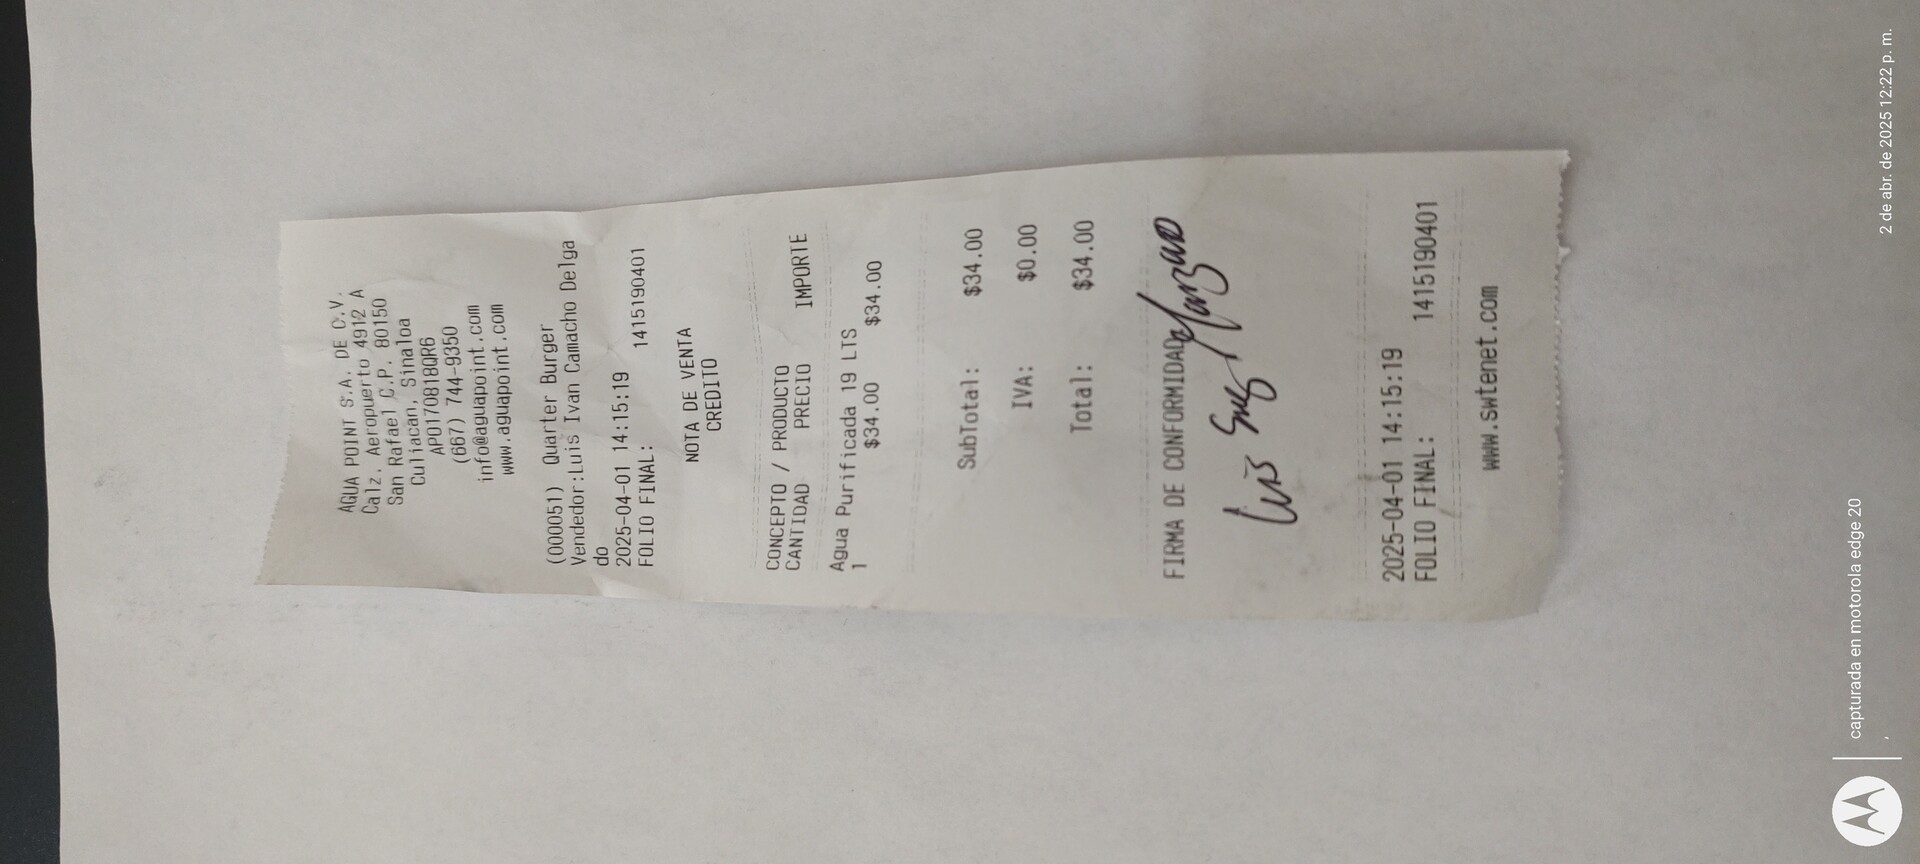 AGUA POINT S.A. DE C.V.
Calz. Aeropuerto 4912 A
San Rafael C.P. 80150
Culiacan, Sinaloa
APO170818QR6
(667) 744-9350
info@aguapoint.com
www.aguapoint.com
(000051) Quarter Burger
Vendedor:Luis Ivan Camacho Delga
do
2025-04-01 14:15:19
FOLIO FINAL: 1415190401
NOTA DE VENTA
CREDITO
CONCEPTO / PRODUCTO
CANTIDAD PRECIO IMPORTE
Agua Purificada 19 LTS
1 $34.00 $34.00
SubTotal: $34.00
IVA: $0.00
Total: $34.00
FIRMA DE CONFORMIDAD
Luis Manzano
2025-04-01 14:15:19
FOLIO FINAL: 1415190401
www.swtenet.com
capturada en motorola edge 20
2 de abr. de 2025 12:22 p. m.